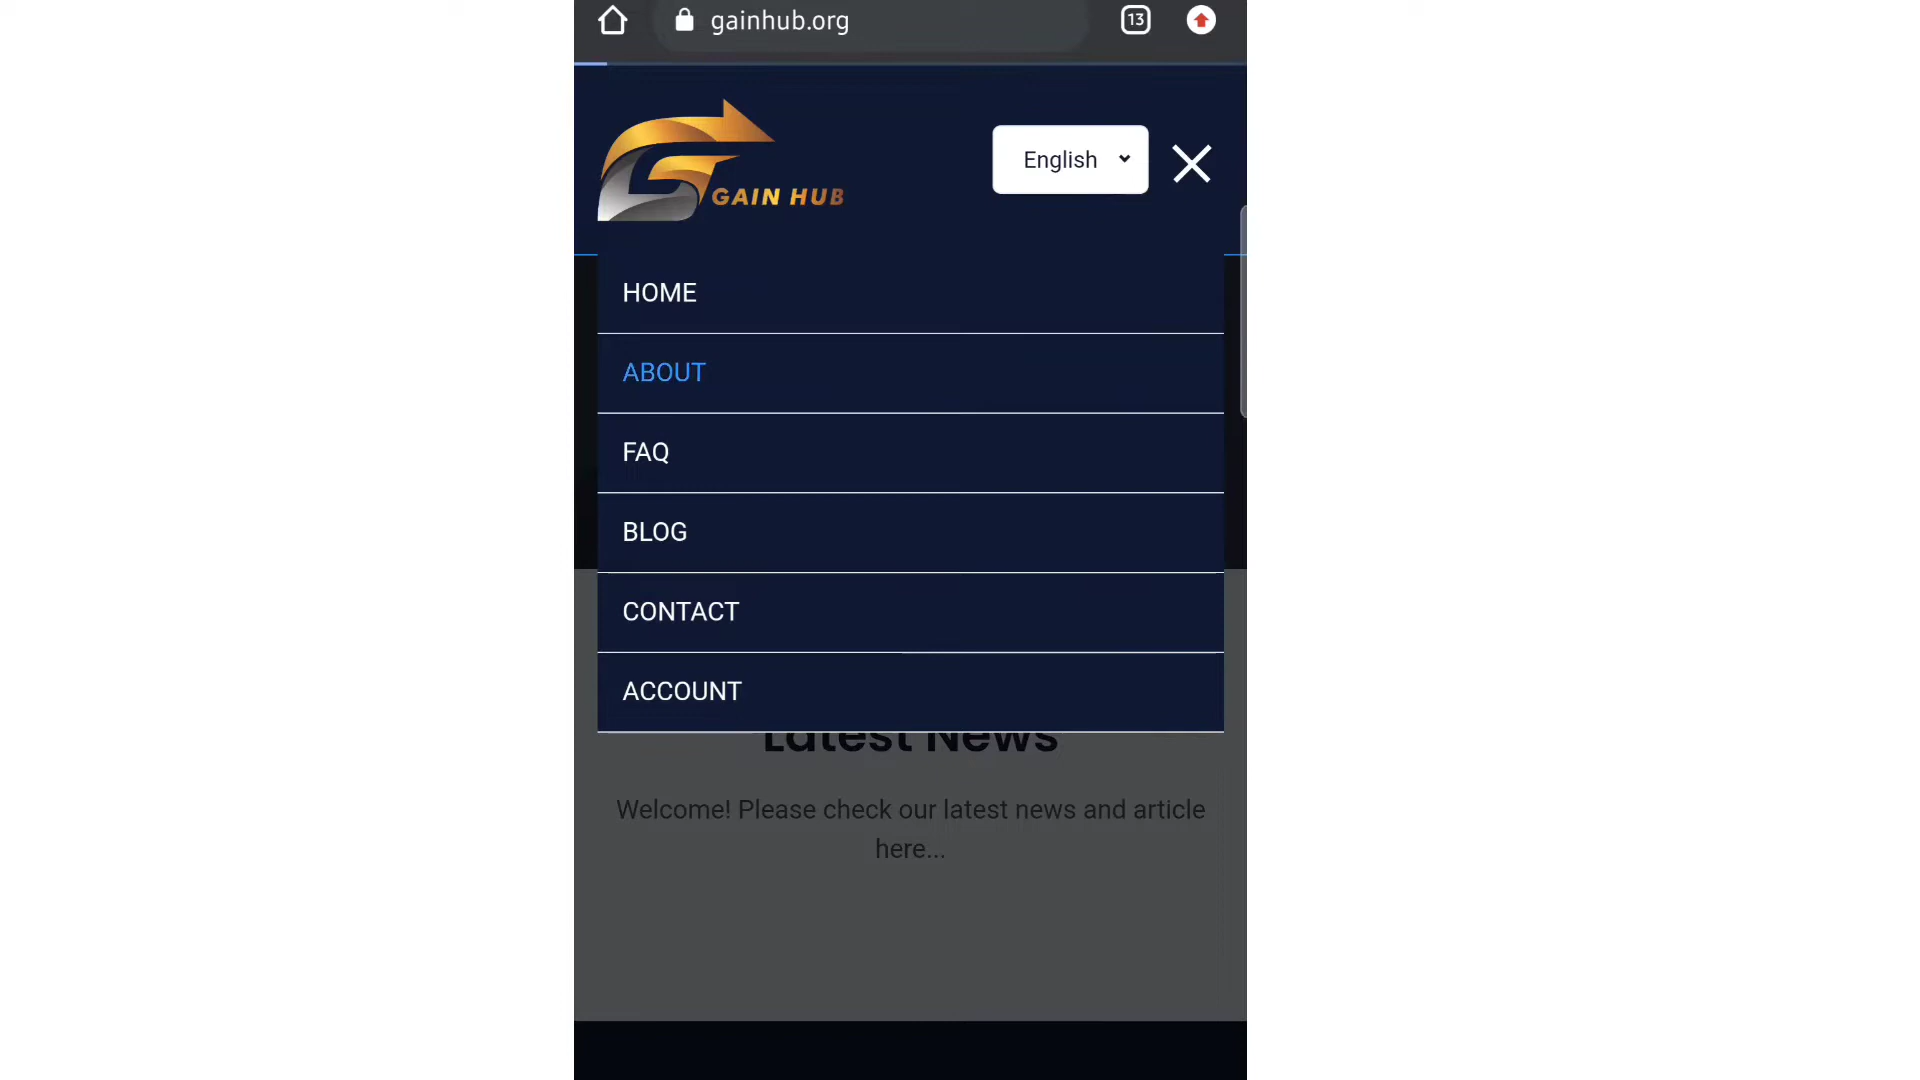 gainhub.org
13
GAIN HUB
English
HOME
ABOUT
FAQ
BLOG
CONTACT
ACCOUNT
Latest News
Welcome! Please check our latest news and article
here...